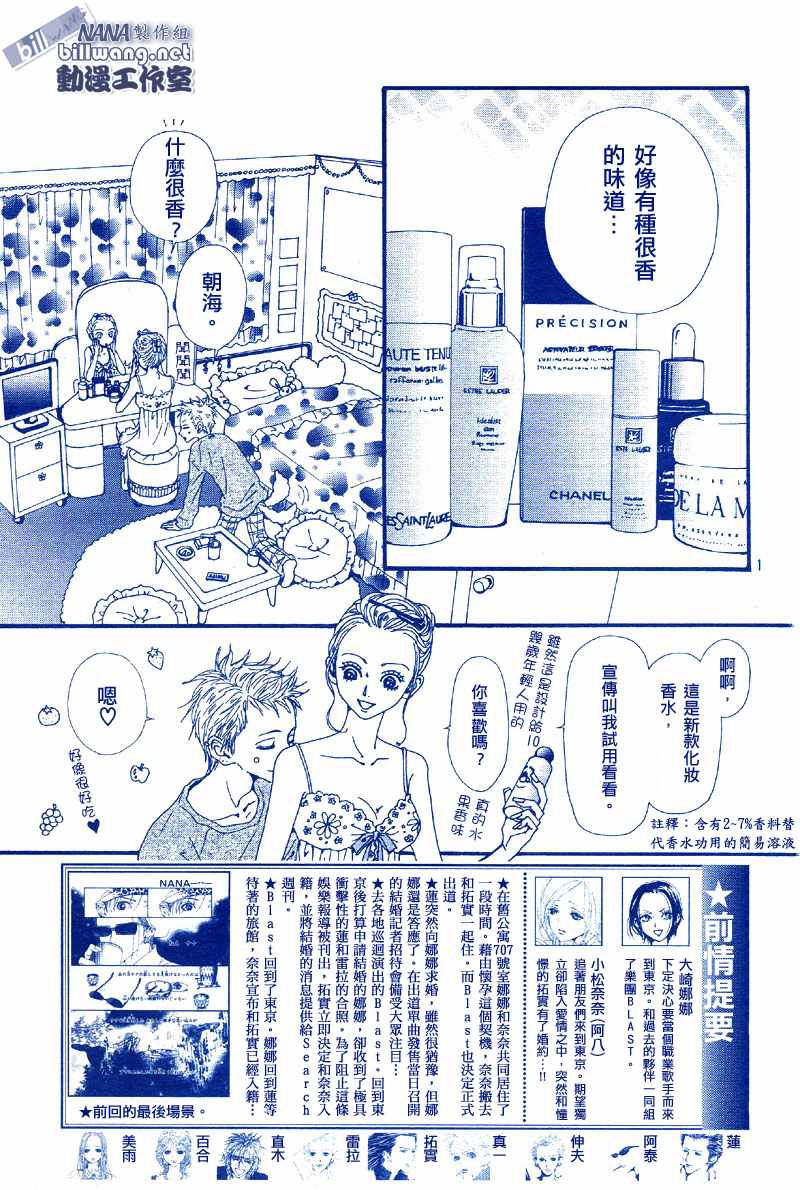 bill
NANA製作組
billwang.net
動漫工作室
好像有種很香
的味道…
什麼很香？
朝海。
聞聞聞
AUTE TENU
ESTEE LAUDER
Idealist
ESSAINTLAURE
PRÉCISION
CHANEL
ESTEE LAUDER
DE LA M
1
啊啊，
這是新款化妝
香水，
宣傳叫我試用看看。
雖然這是設計給10
幾歲年輕人用的
你喜歡嗎？
真的水
果香味
嗯♡
好像很好吃♥
註釋：含有2~7%香料替
代香水功用的簡易溶液
★前情提要
大崎娜娜
下定決心要當個職業歌手而來
到東京。和過去的夥伴一同組
了樂團BLAST。
小松奈奈（阿八）
追著朋友們來到東京。期望獨
立卻陷入愛情之中，突然和憧
憬的拓實有了婚約…!!
★在舊公寓707號室娜娜和奈奈共同居住了
一段時間。藉由懷孕這個契機，奈奈搬去
和拓實一起住。而Blast也決定正式
出道。
★蓮突然向娜娜求婚，雖然很猶豫，但娜
娜還是答應了。在出道單曲發售當日召開
的結婚記者招待會備受大眾注目…
★去各地巡迴演出的Blast。回到東
京後打算申請結婚的娜娜，卻收到了極具
衝擊性的蓮和雷拉的合照。為了阻止這條
娛樂報導被刊出，拓實立即決定和奈奈入
籍，並將結婚的消息提供給Search
週刊。
★Blast回到了東京。娜娜回到蓮等
待著的旅館，奈奈宣布和拓實已經入籍…
NANA—
★前回的最後場景。
蓮
阿泰
伸夫
真一
拓實
雷拉
直木
百合
美雨